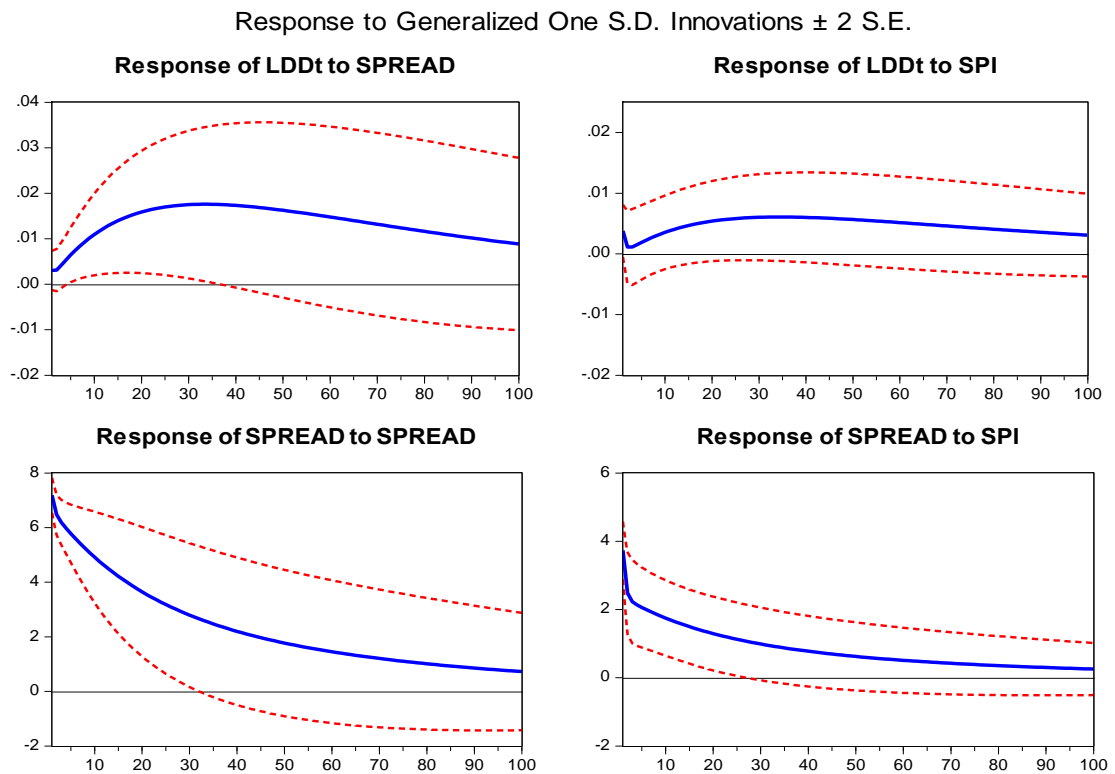 Response to Generalized One S.D. Innovations ± 2 S.E.
Response of LDDt to SPREAD
.04
.03
.02
.01
.00
-.01
-.02
10 20 30 40 50 60 70 80 90 100
Response of LDDt to SPI
.02
.01
.00
-.01
-.02
10 20 30 40 50 60 70 80 90 100
Response of SPREAD to SPREAD
8
6
4
2
0
-2
10 20 30 40 50 60 70 80 90 100
Response of SPREAD to SPI
6
4
2
0
-2
10 20 30 40 50 60 70 80 90 100